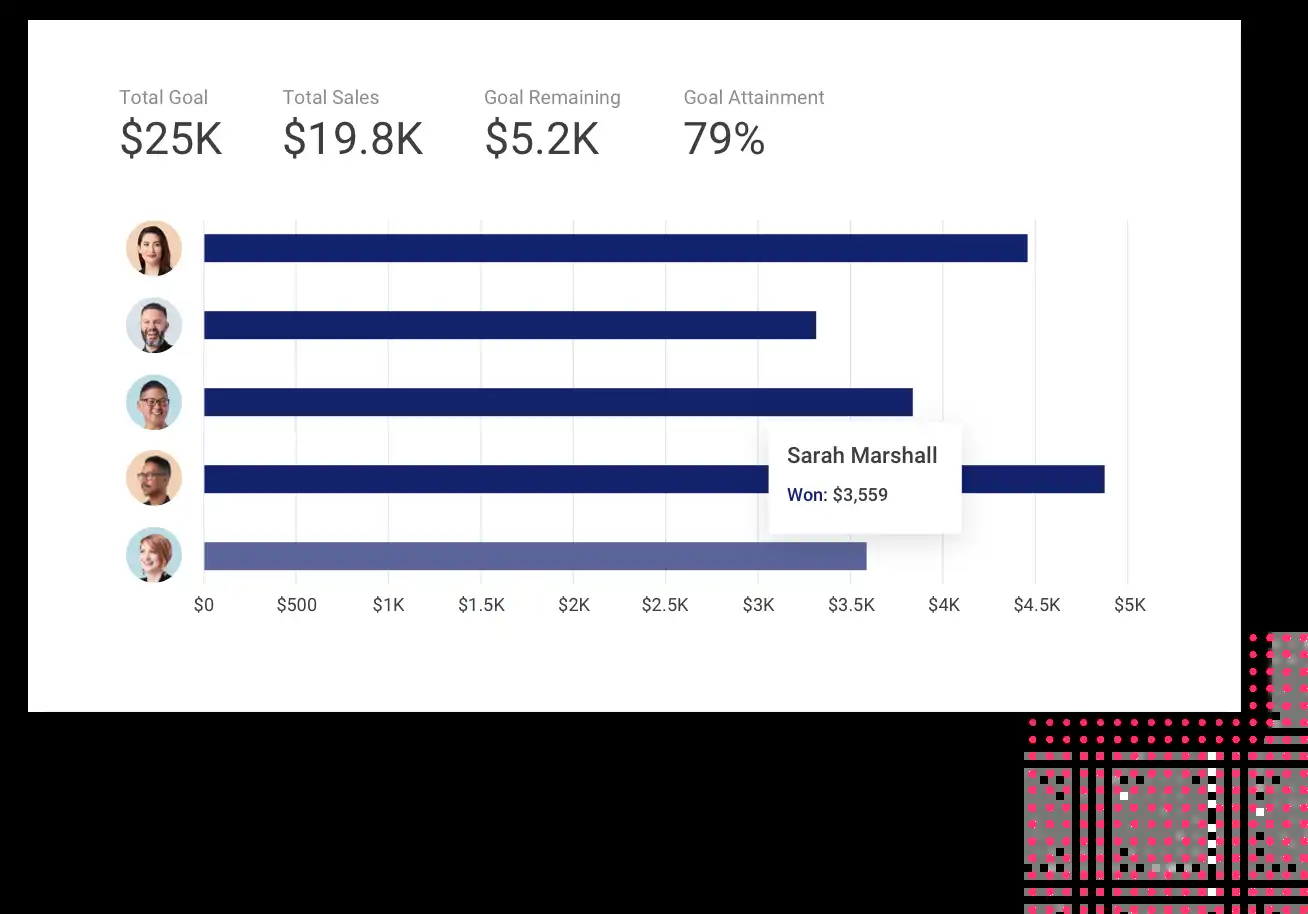 Total Goal Total Sales Goal Remaining Goal Attainment
$25K $19.8K $5.2K 79%
Sarah Marshall
Won: $3,559
$0 $500 $1K $1.5K $2K $2.5K $3K $3.5K $4K $4.5K $5K